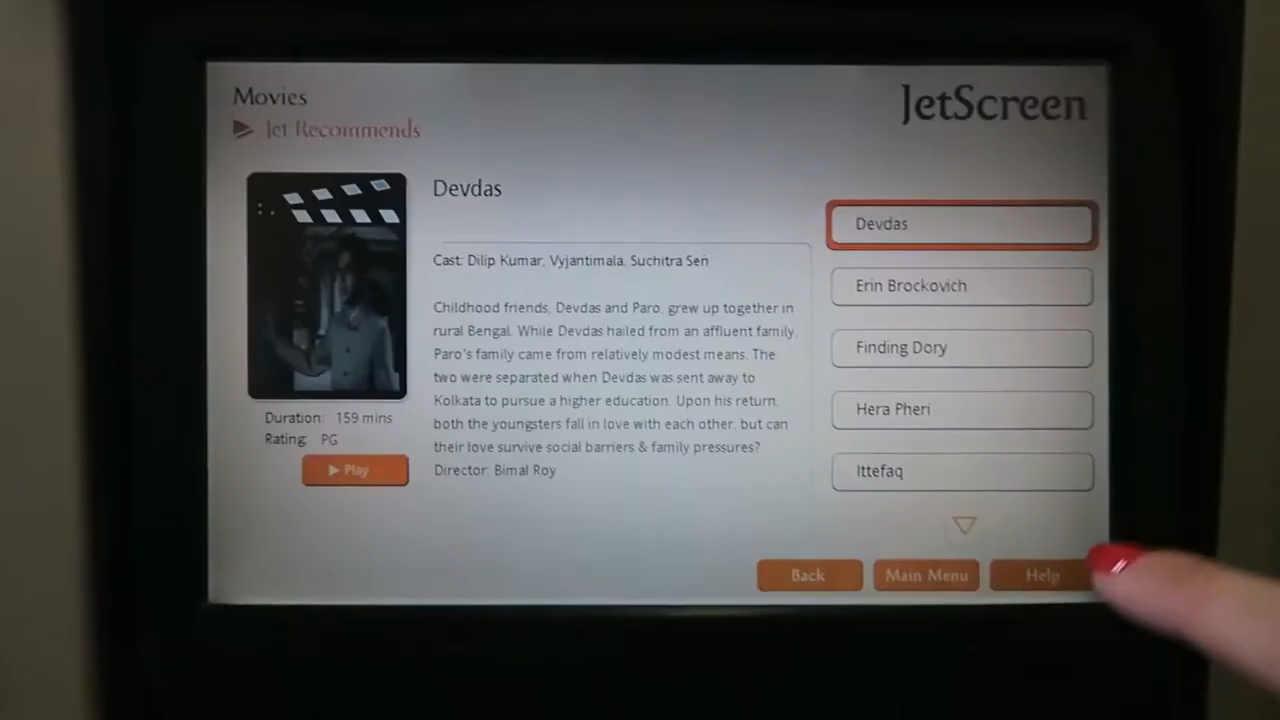 Movies
JetScreen
Jet Recommends
Devdas
Cast: Dilip Kumar, Vyjantimala, Suchitra Sen
Childhood friends, Devdas and Paro, grew up together in
rural Bengal. While Devdas hailed from an affluent family,
Paro's family came from relatively modest means. The
two were separated when Devdas was sent away to
Kolkata to pursue a higher education. Upon his return,
both the youngsters fall in love with each other, but can
their love survive social barriers & family pressures?
Director: Bimal Roy
Duration: 159 mins
Rating: PG
Play
Devdas
Erin Brockovich
Finding Dory
Hera Pheri
Ittefaq
Back
Main Menu
Help